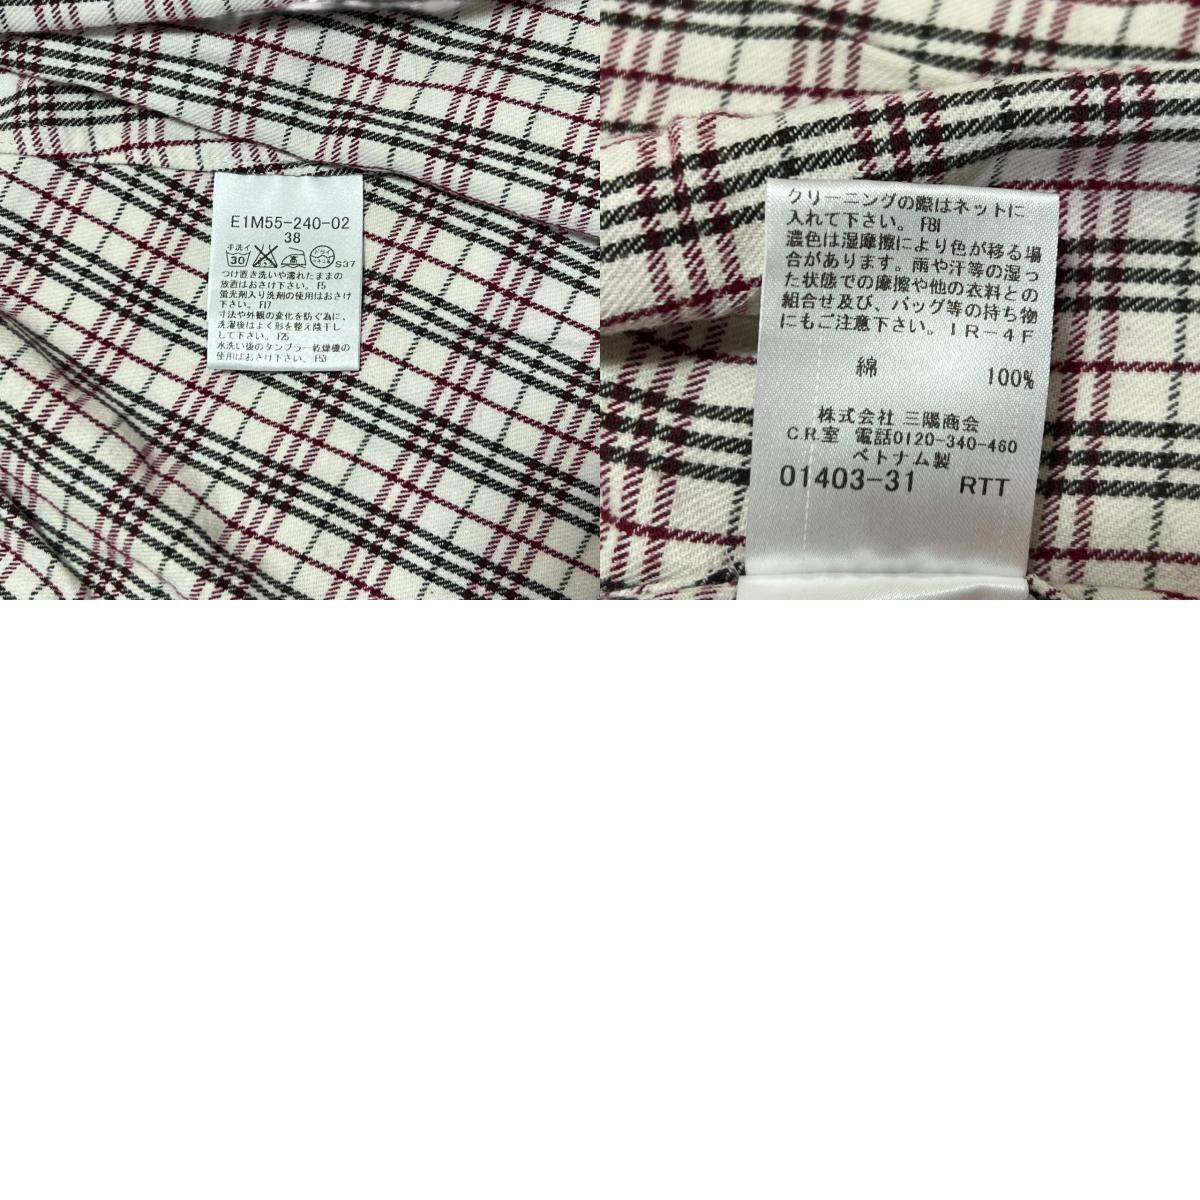 E1M55-240-02
38
手洗イ
30
S37
つけ置き洗いや濡れたままの
放置はおさけ下さい。F5
蛍光剤入り洗剤の使用はおさけ
下さい。F17
寸法や外観の変化を防ぐ為に、
洗濯後はよく形を整え陰干し
して下さい。F25
水洗い後のタンブラー乾燥機の
使用はおさけ下さい。F53
クリーニングの際はネットに
入れて下さい。F81
濃色は湿摩擦により色が移る場
合があります。雨や汗等の湿っ
た状態での摩擦や他の衣料との
組合せ及び、バッグ等の持ち物
にもご注意下さい。IR-4F
綿 100%
株式会社 三陽商会
C.R.室 電話0120-340-460
ベトナム製
01403-31 RTT